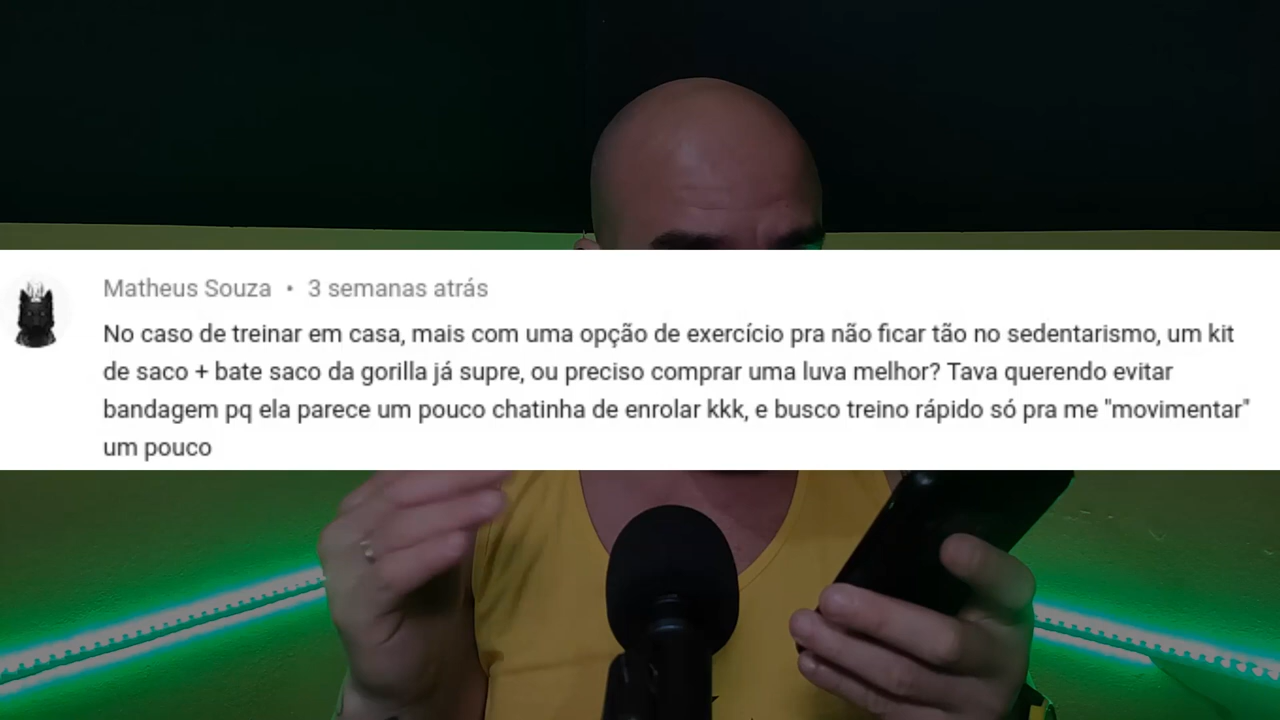 Matheus Souza • 3 semanas atrás
No caso de treinar em casa, mais com uma opção de exercício pra não ficar tão no sedentarismo, um kit
de saco + bate saco da gorilla já supre, ou preciso comprar uma luva melhor? Tava querendo evitar
bandagem pq ela parece um pouco chatinha de enrolar kkk, e busco treino rápido só pra me "movimentar"
um pouco